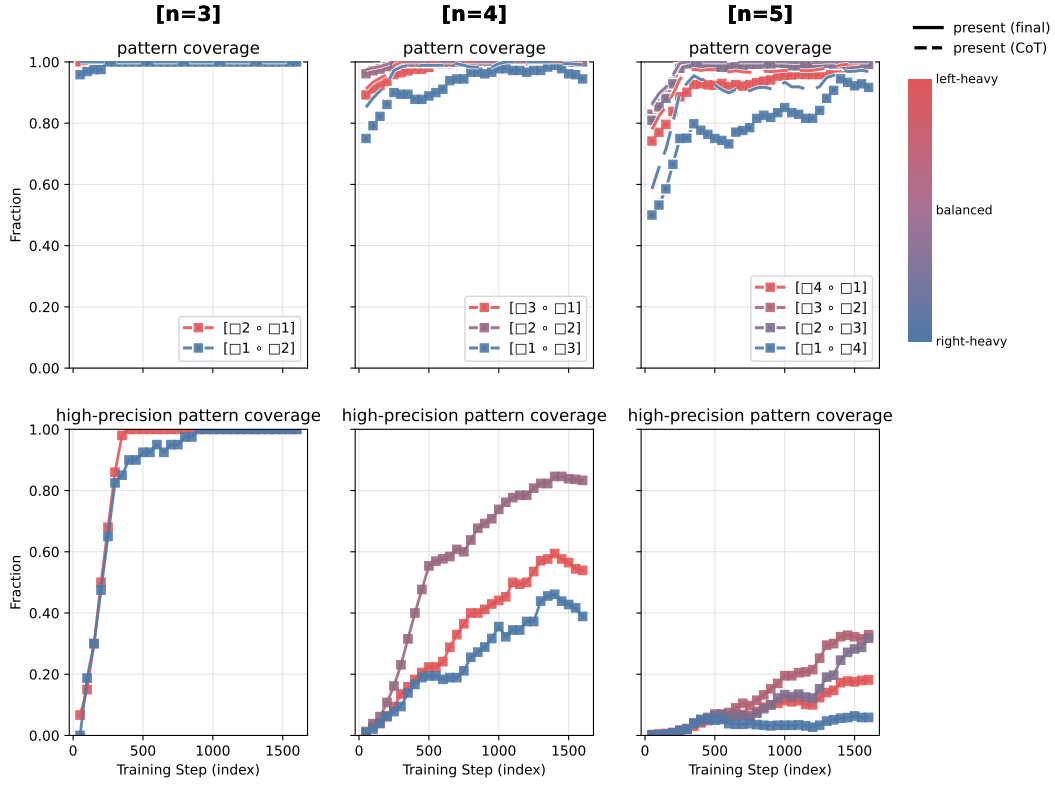 [n=3]
[n=4]
[n=5]
present (final)
present (CoT)
left-heavy
balanced
right-heavy
pattern coverage
1.00
0.80
0.60
0.40
0.20
0.00
Fraction
[□2 ∘ □1]
[□1 ∘ □2]
pattern coverage
[□3 ∘ □1]
[□2 ∘ □2]
[□1 ∘ □3]
pattern coverage
[□4 ∘ □1]
[□3 ∘ □2]
[□2 ∘ □3]
[□1 ∘ □4]
high-precision pattern coverage
1.00
0.80
0.60
0.40
0.20
0.00
Fraction
0 500 1000 1500
Training Step (index)
high-precision pattern coverage
0 500 1000 1500
Training Step (index)
high-precision pattern coverage
0 500 1000 1500
Training Step (index)